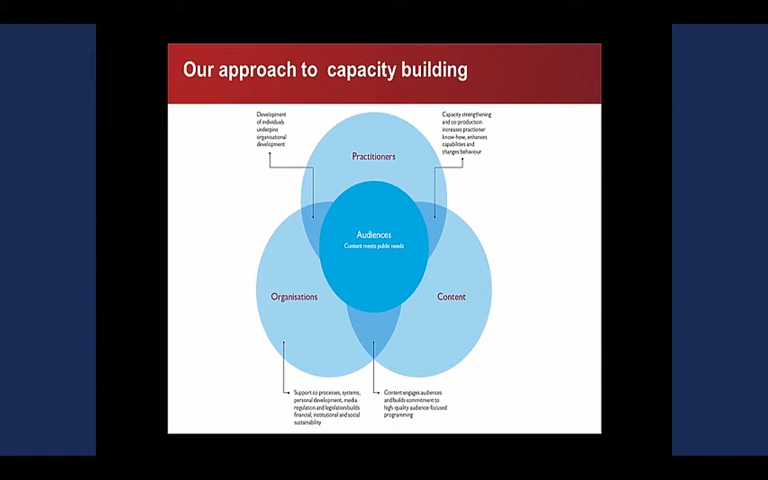 Our approach to capacity building
Development
of individuals
underpins
organisational
development
Capacity strengthening
and co-production
increases practioner
know-how, enhances
capabilities and
changes behaviour
Practitioners
Audiences
Content meets public needs
Organisations
Content
Support co processes, systems,
personal development, media
regulation and legislation builds
financial, institutional and social
sustainability
Content engages audiences
and builds commitment to
high-quality audience-focused
programming